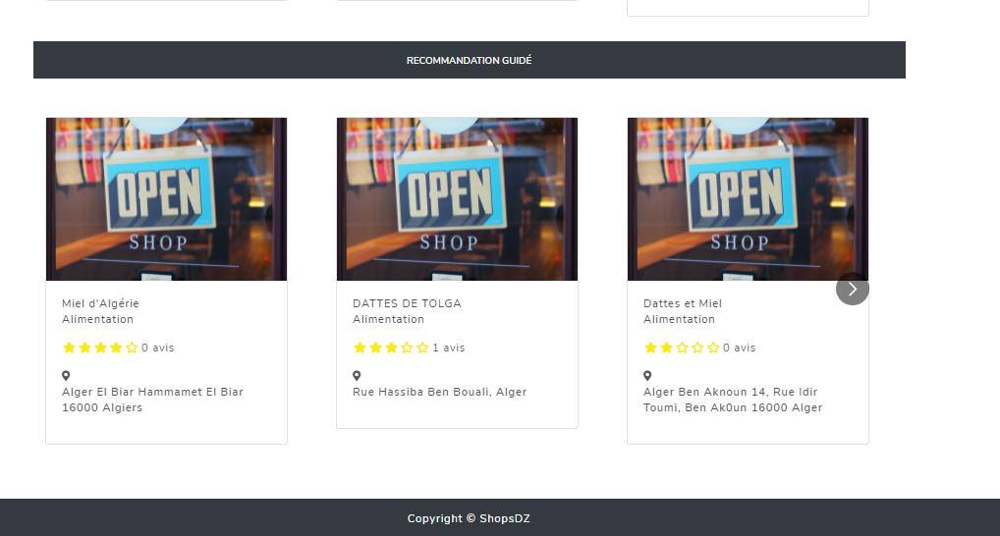 RECOMMANDATION GUIDÉ
OPEN
SHOP
OPEN
SHOP
OPEN
SHOP
Miel d'Algérie
Alimentation
0 avis
Alger El Biar Hammamet El Biar
16000 Algiers
DATTES DE TOLGA
Alimentation
1 avis
Rue Hassiba Ben Bouali, Alger
Dattes et Miel
Alimentation
0 avis
Alger Ben Aknoun 14, Rue Idir
Toumi, Ben Ak0un 16000 Alger
Copyright © ShopsDZ